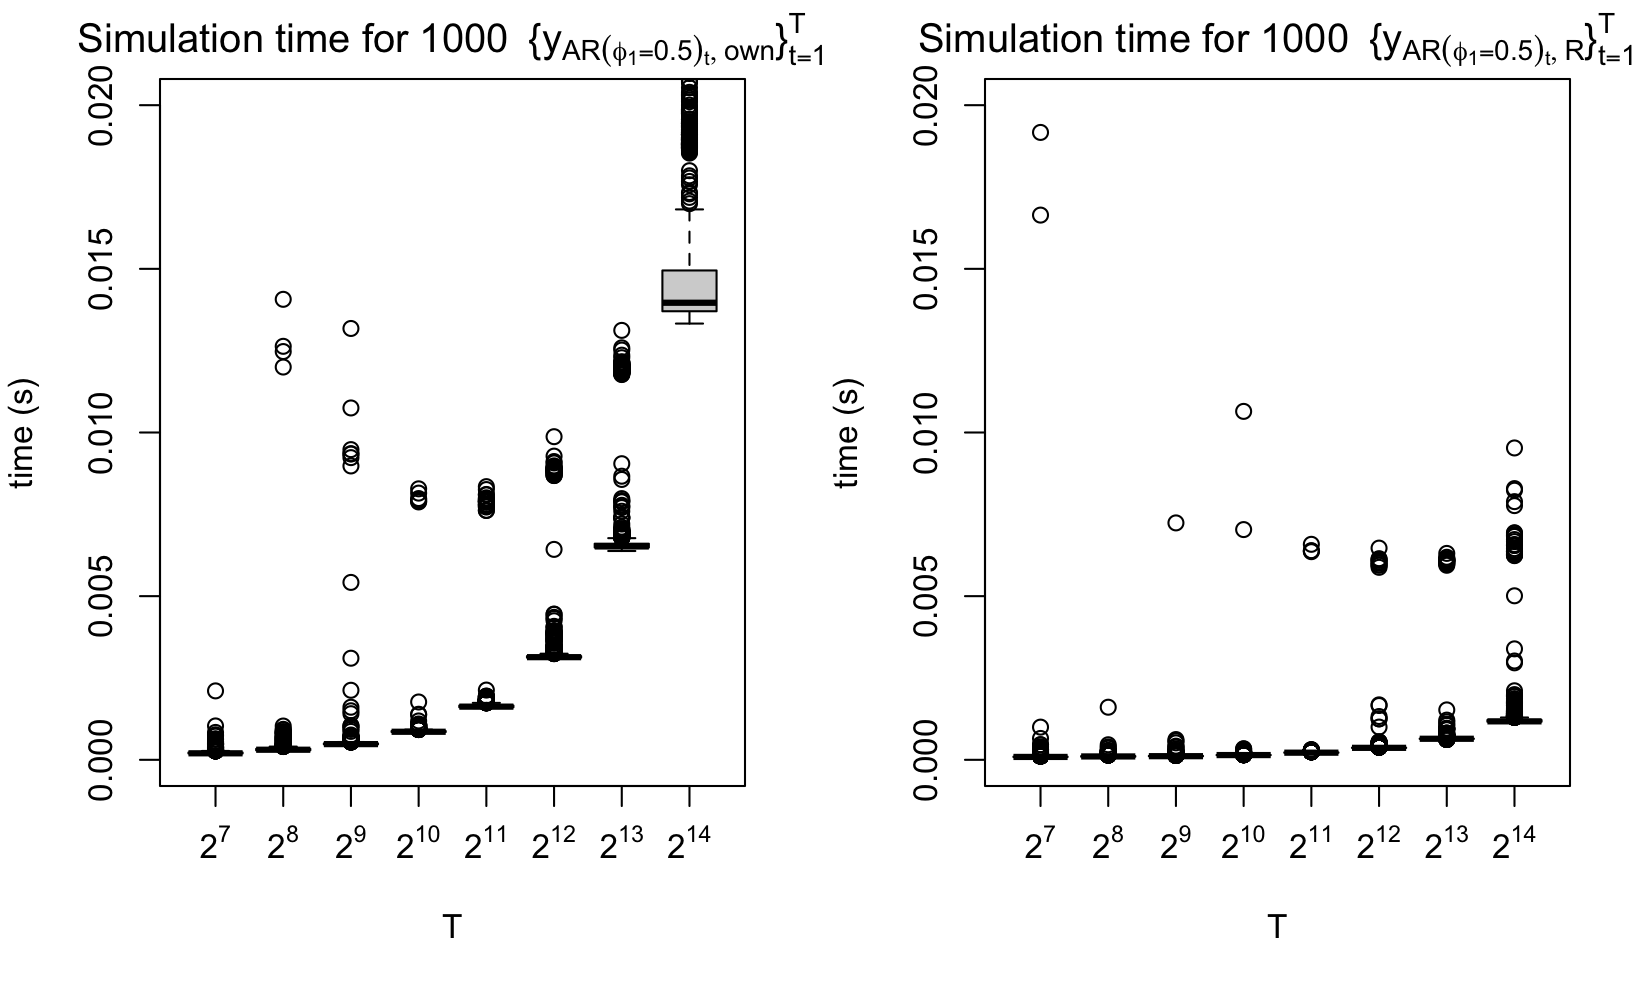 Simulation time for 1000 {y_AR(ϕ₁=0.5)ₜ, own}ᵀₜ₌₁
time (s)
0.020
0.015
0.010
0.005
0.000
2⁷ 2⁸ 2⁹ 2¹⁰ 2¹¹ 2¹² 2¹³ 2¹⁴
T
Simulation time for 1000 {y_AR(ϕ₁=0.5)ₜ, R}ᵀₜ₌₁
time (s)
0.020
0.015
0.010
0.005
0.000
2⁷ 2⁸ 2⁹ 2¹⁰ 2¹¹ 2¹² 2¹³ 2¹⁴
T